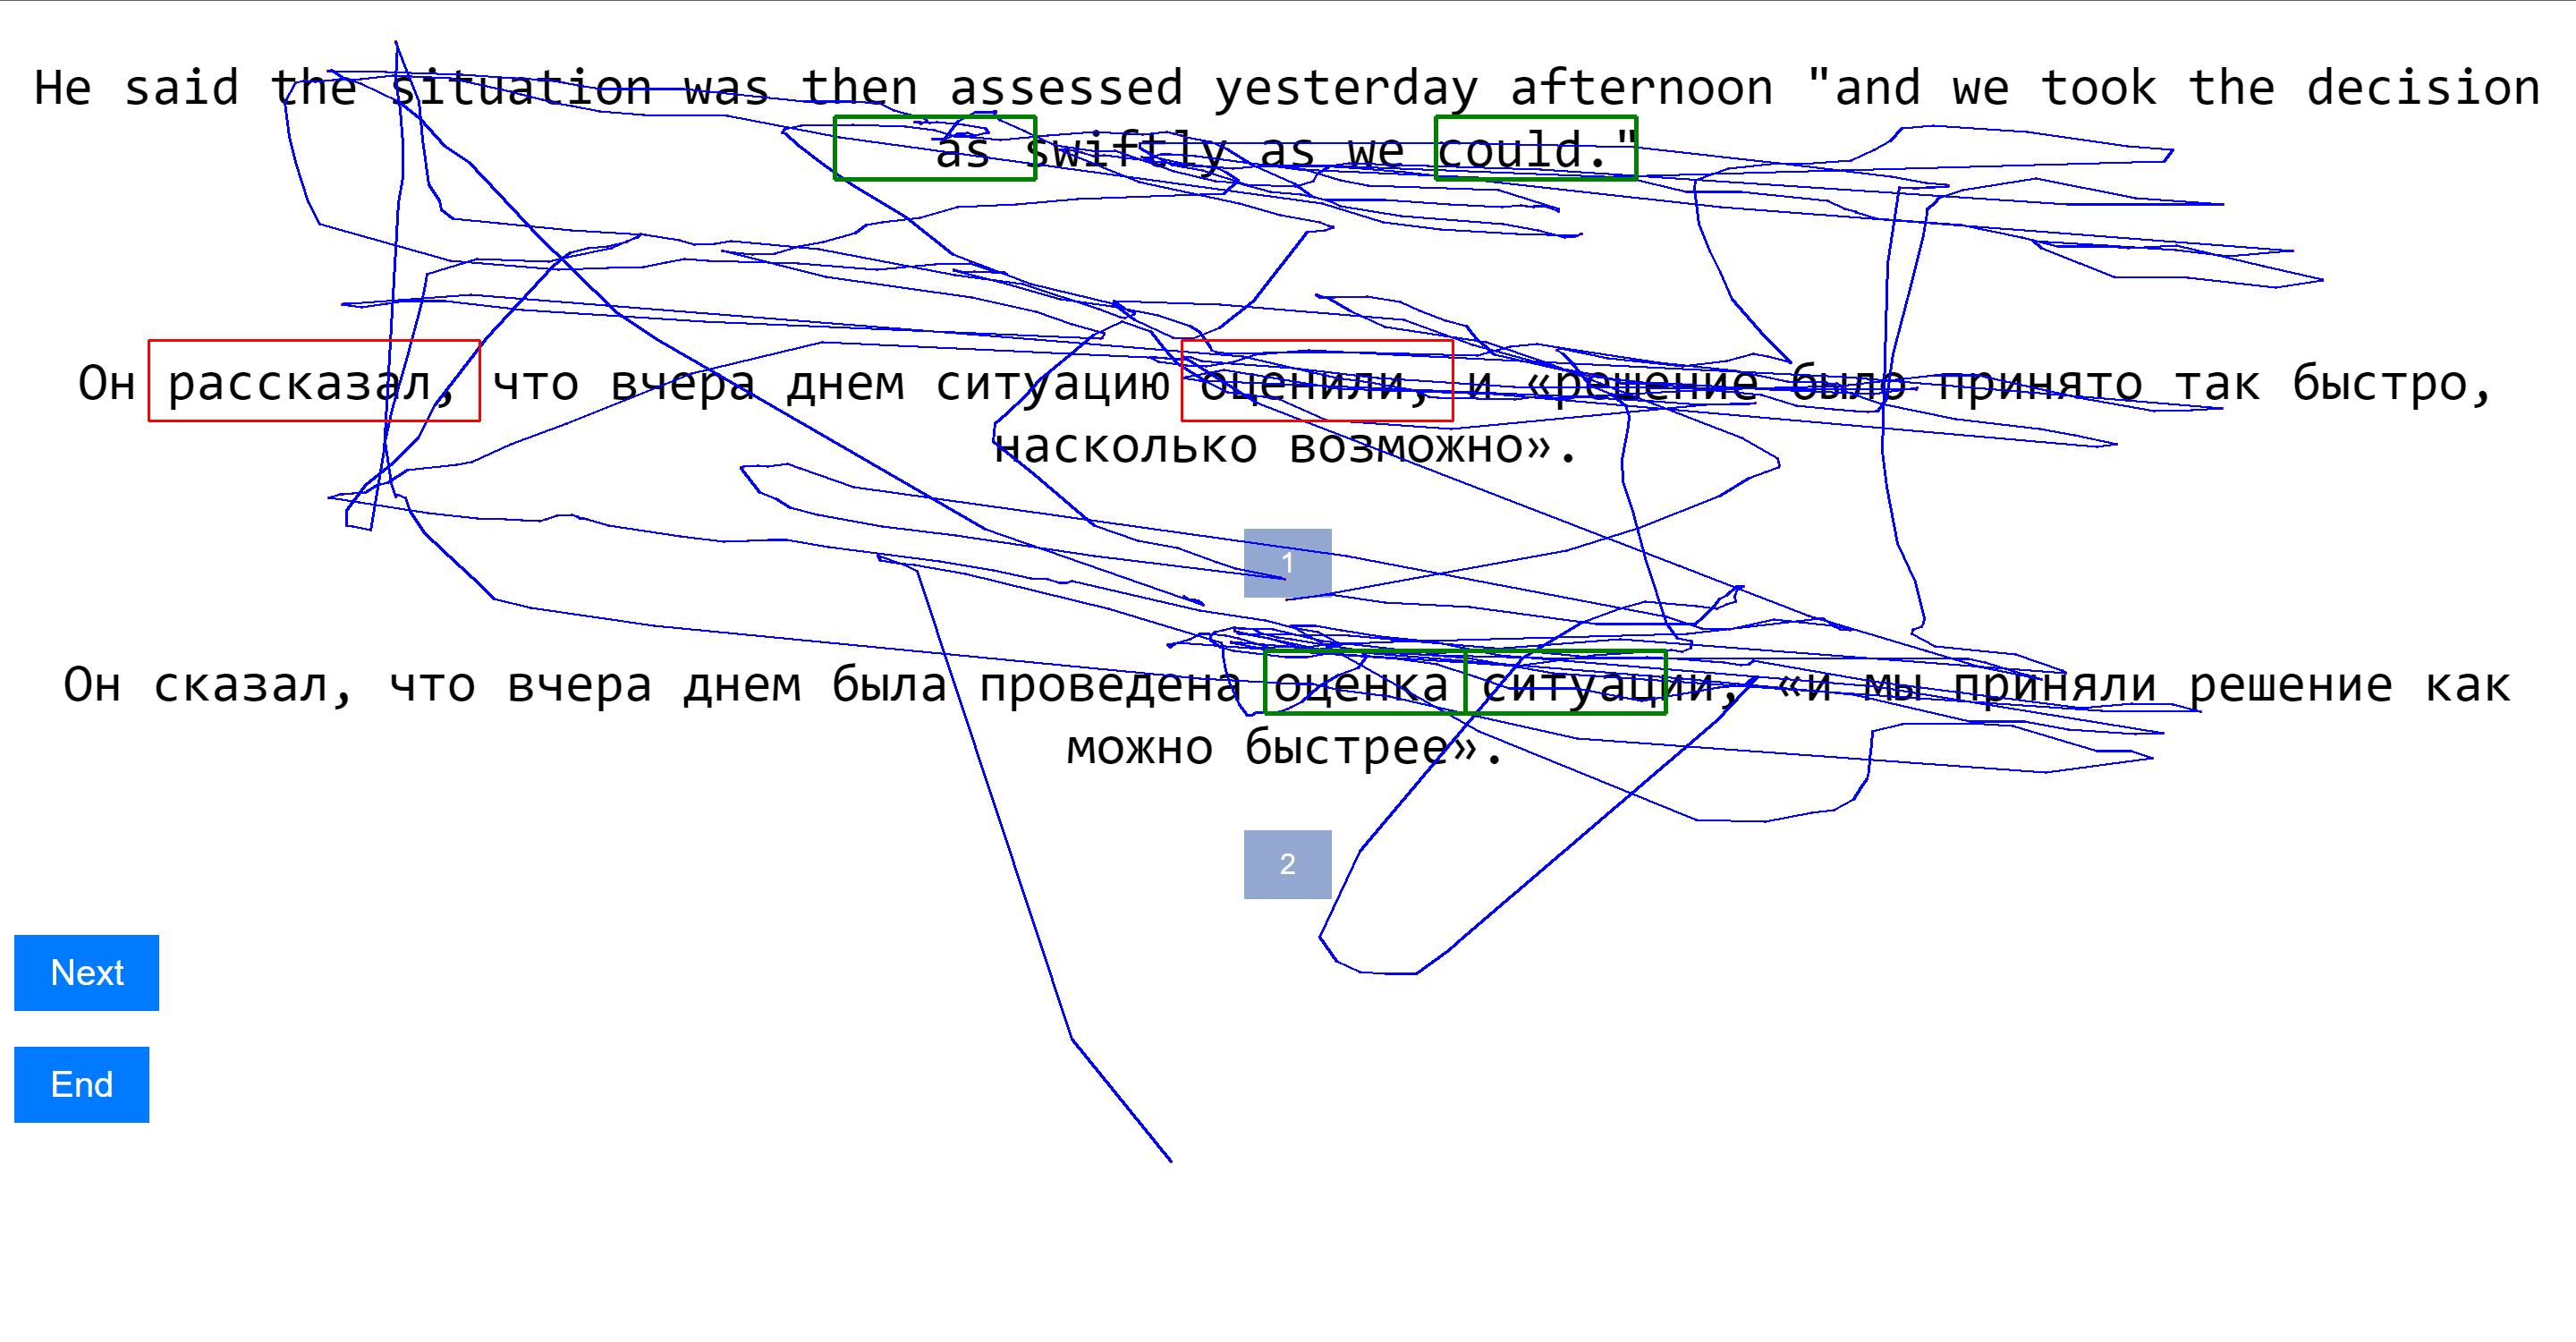 He said the situation was then assessed yesterday afternoon "and we took the decision
as swiftly as we could."
Он рассказал, что вчера днем ситуацию оценили, и «решение было принято так быстро,
насколько возможно».
1
Он сказал, что вчера днем была проведена оценка ситуации, «и мы приняли решение как
можно быстрее».
2
Next
End